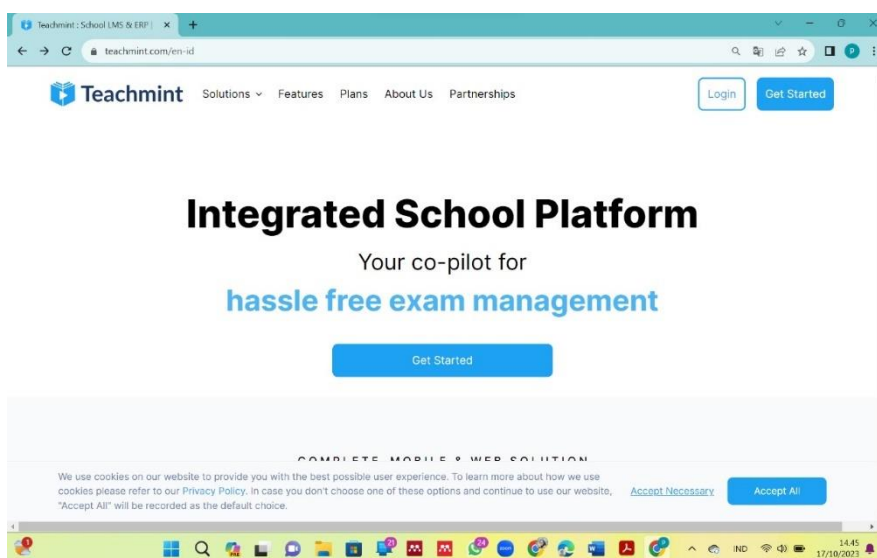 Teachmint : School LMS & ERP |
teachmint.com/en-id
Teachmint Solutions Features Plans About Us Partnerships Login Get Started
Integrated School Platform
Your co-pilot for
hassle free exam management
Get Started
COMPLETE MOBILE & WEB SOLUTION
We use cookies on our website to provide you with the best possible user experience. To learn more about how we use
cookies please refer to our Privacy Policy. In case you don't choose one of these options and continue to use our website,
"Accept All" will be recorded as the default choice.
Accept Necessary
Accept All
IND
14.45
17/10/2023